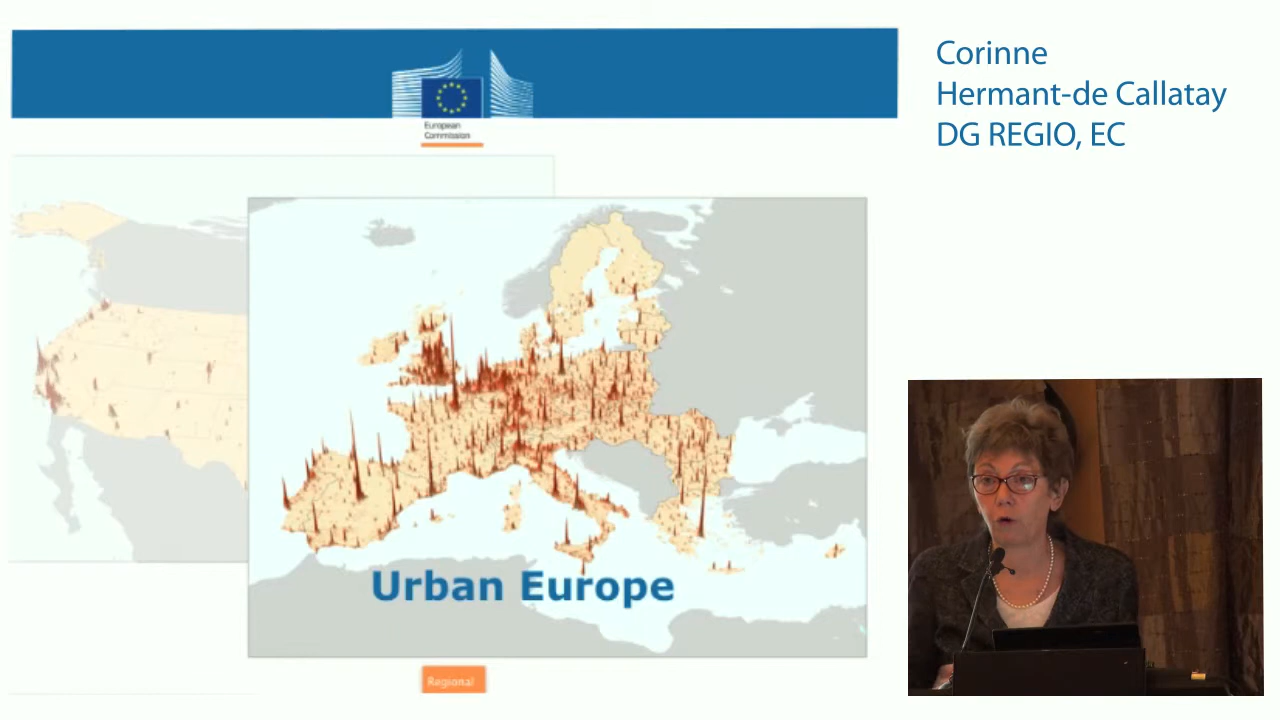 Corinne
Hermant-de Callatay
DG REGIO, EC
European
Commission
Urban Europe
Regional